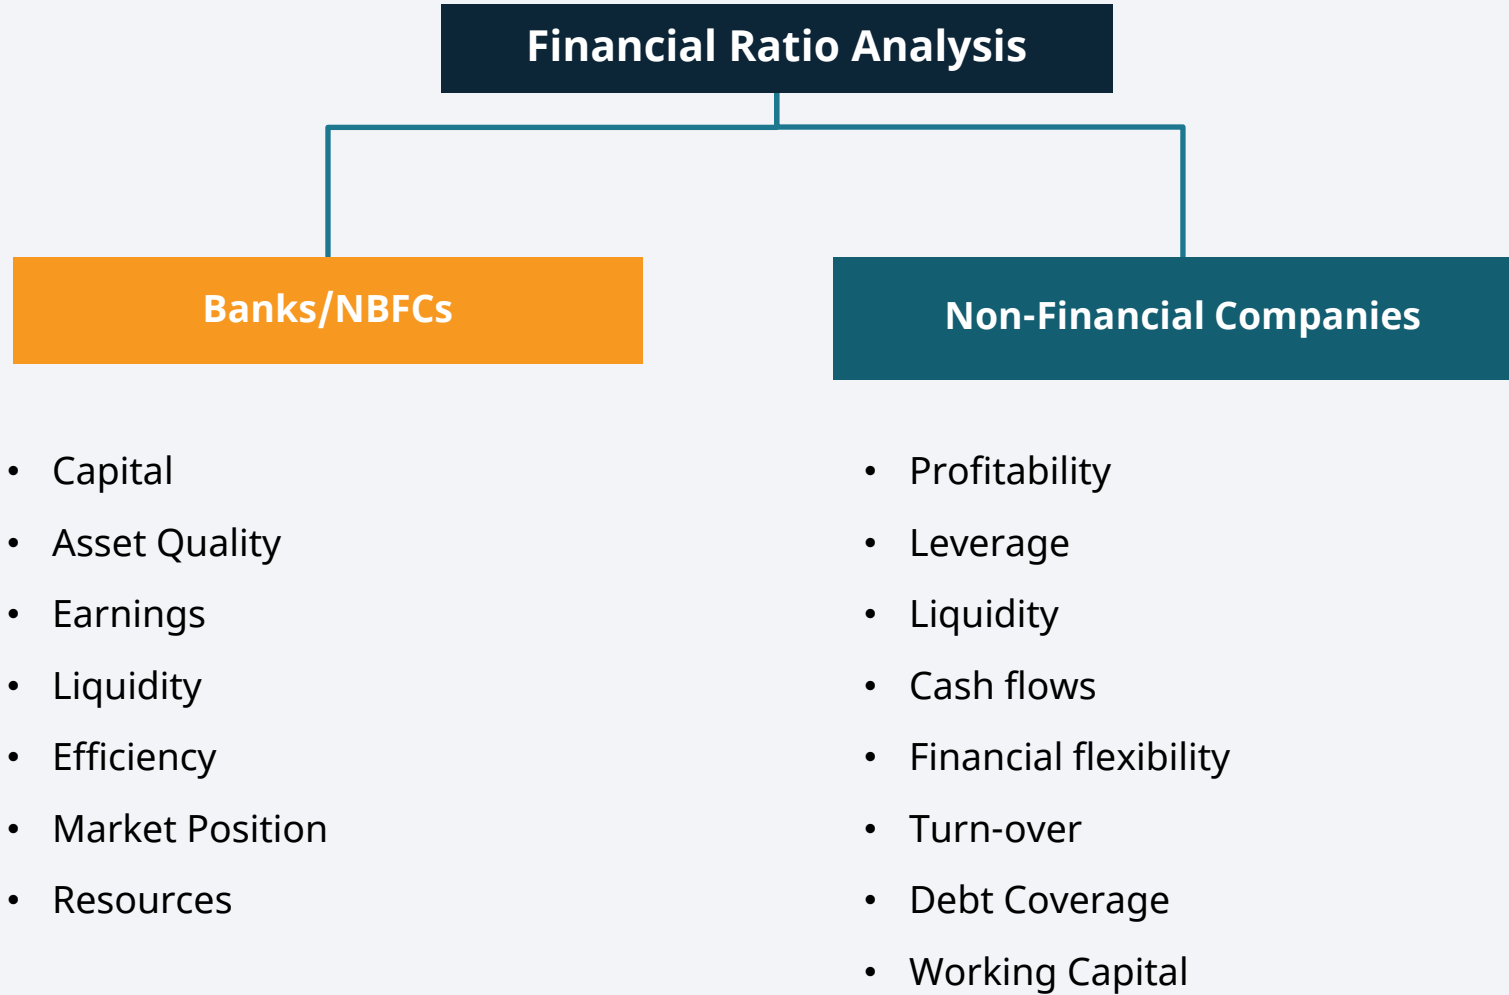 Financial Ratio Analysis
Banks/NBFCs
• Capital
• Asset Quality
• Earnings
• Liquidity
• Efficiency
• Market Position
• Resources
Non-Financial Companies
• Profitability
• Leverage
• Liquidity
• Cash flows
• Financial flexibility
• Turn-over
• Debt Coverage
• Working Capital